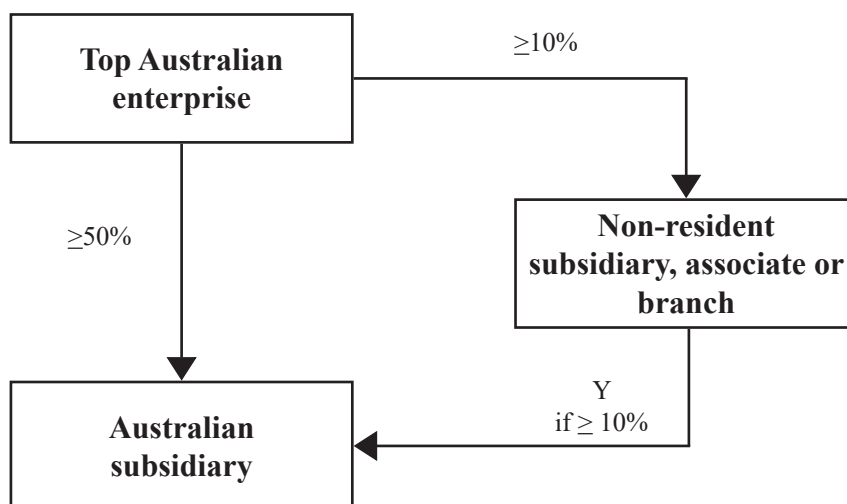 Top Australian
enterprise
≥10%
≥50%
Non-resident
subsidiary, associate or
branch
Y
if ≥ 10%
Australian
subsidiary